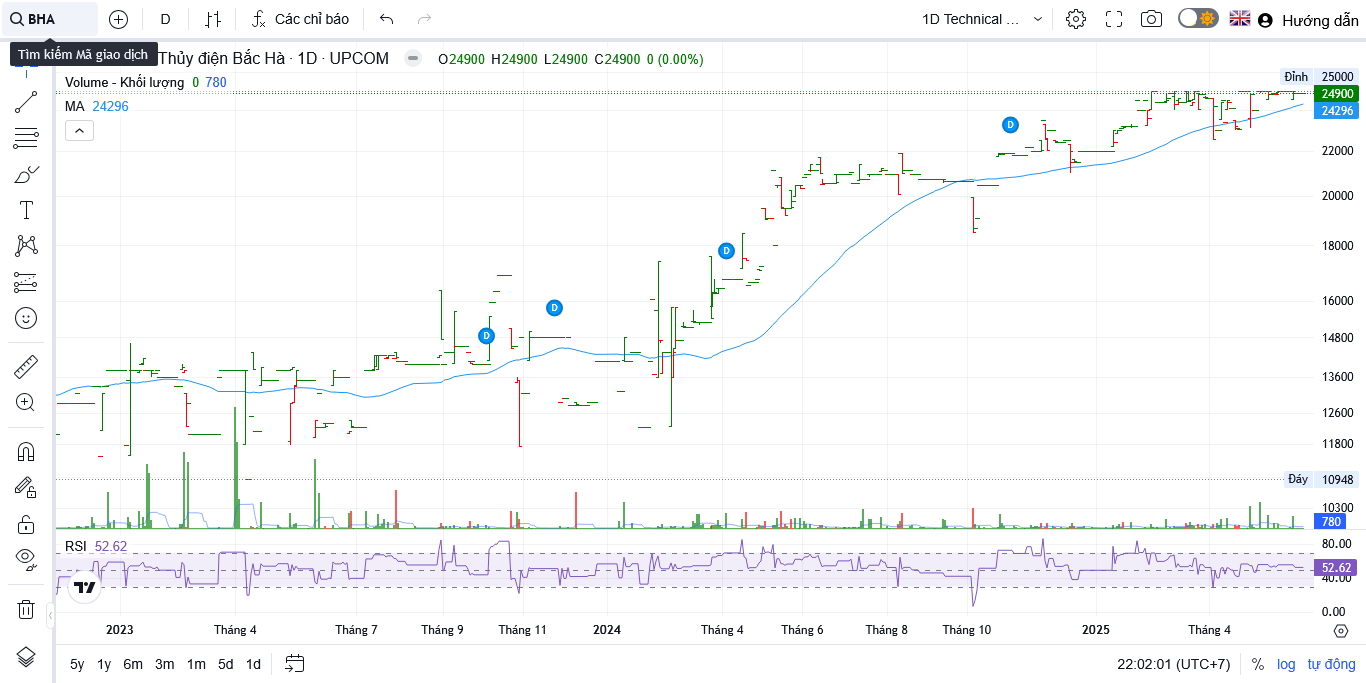 BHA
D
Các chỉ báo
1D Technical ...
Hướng dẫn
Tìm kiếm Mã giao dịch
Thủy điện Bắc Hà · 1D · UPCOM
O24900 H24900 L24900 C24900 0 (0.00%)
Volume - Khối lượng 0 780
MA 24296
Đỉnh 25000
24900
24296
22000
20000
18000
16000
14800
13600
12600
11800
Đáy 10948
10300
780
D
D
D
D
RSI 52.62
80.00
52.62
40.00
0.00
2023
Tháng 4
Tháng 7
Tháng 9
Tháng 11
2024
Tháng 4
Tháng 6
Tháng 8
Tháng 10
2025
Tháng 4
5y 1y 6m 3m 1m 5d 1d
22:02:01 (UTC+7)
% log tự động